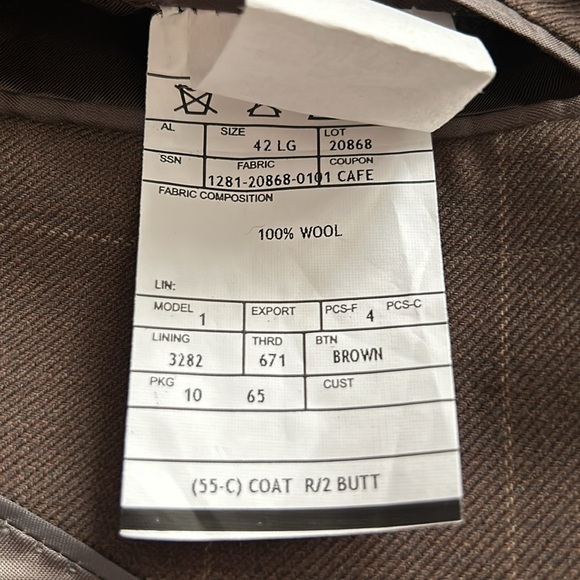 AL SIZE 42 LG LOT 20868
SSN FABRIC COUPON
1281-20868-0101 CAFE
FABRIC COMPOSITION
100% WOOL
LIN:
MODEL 1 EXPORT PCS-F 4 PCS-C
LINING 3282 THRD 671 BTN BROWN
PKG 10 65 CUST
(55-C) COAT R/2 BUTT